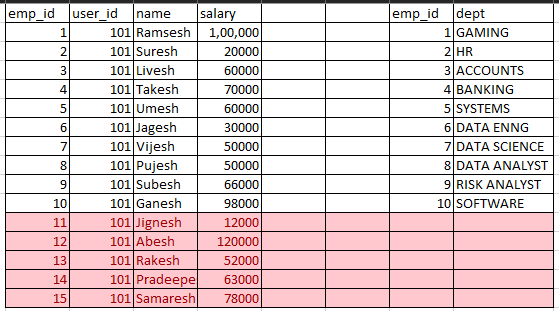 emp_id user_id name salary emp_id dept
1 101 Ramsesh 1,00,000 1 GAMING
2 101 Suresh 20000 2 HR
3 101 Livesh 60000 3 ACCOUNTS
4 101 Takesh 70000 4 BANKING
5 101 Umesh 60000 5 SYSTEMS
6 101 Jagesh 30000 6 DATA ENNG
7 101 Vijesh 50000 7 DATA SCIENCE
8 101 Pujesh 50000 8 DATA ANALYST
9 101 Subesh 66000 9 RISK ANALYST
10 101 Ganesh 98000 10 SOFTWARE
11 101 Jignesh 12000
12 101 Abesh 120000
13 101 Rakesh 52000
14 101 Pradeepe 63000
15 101 Samaresh 78000